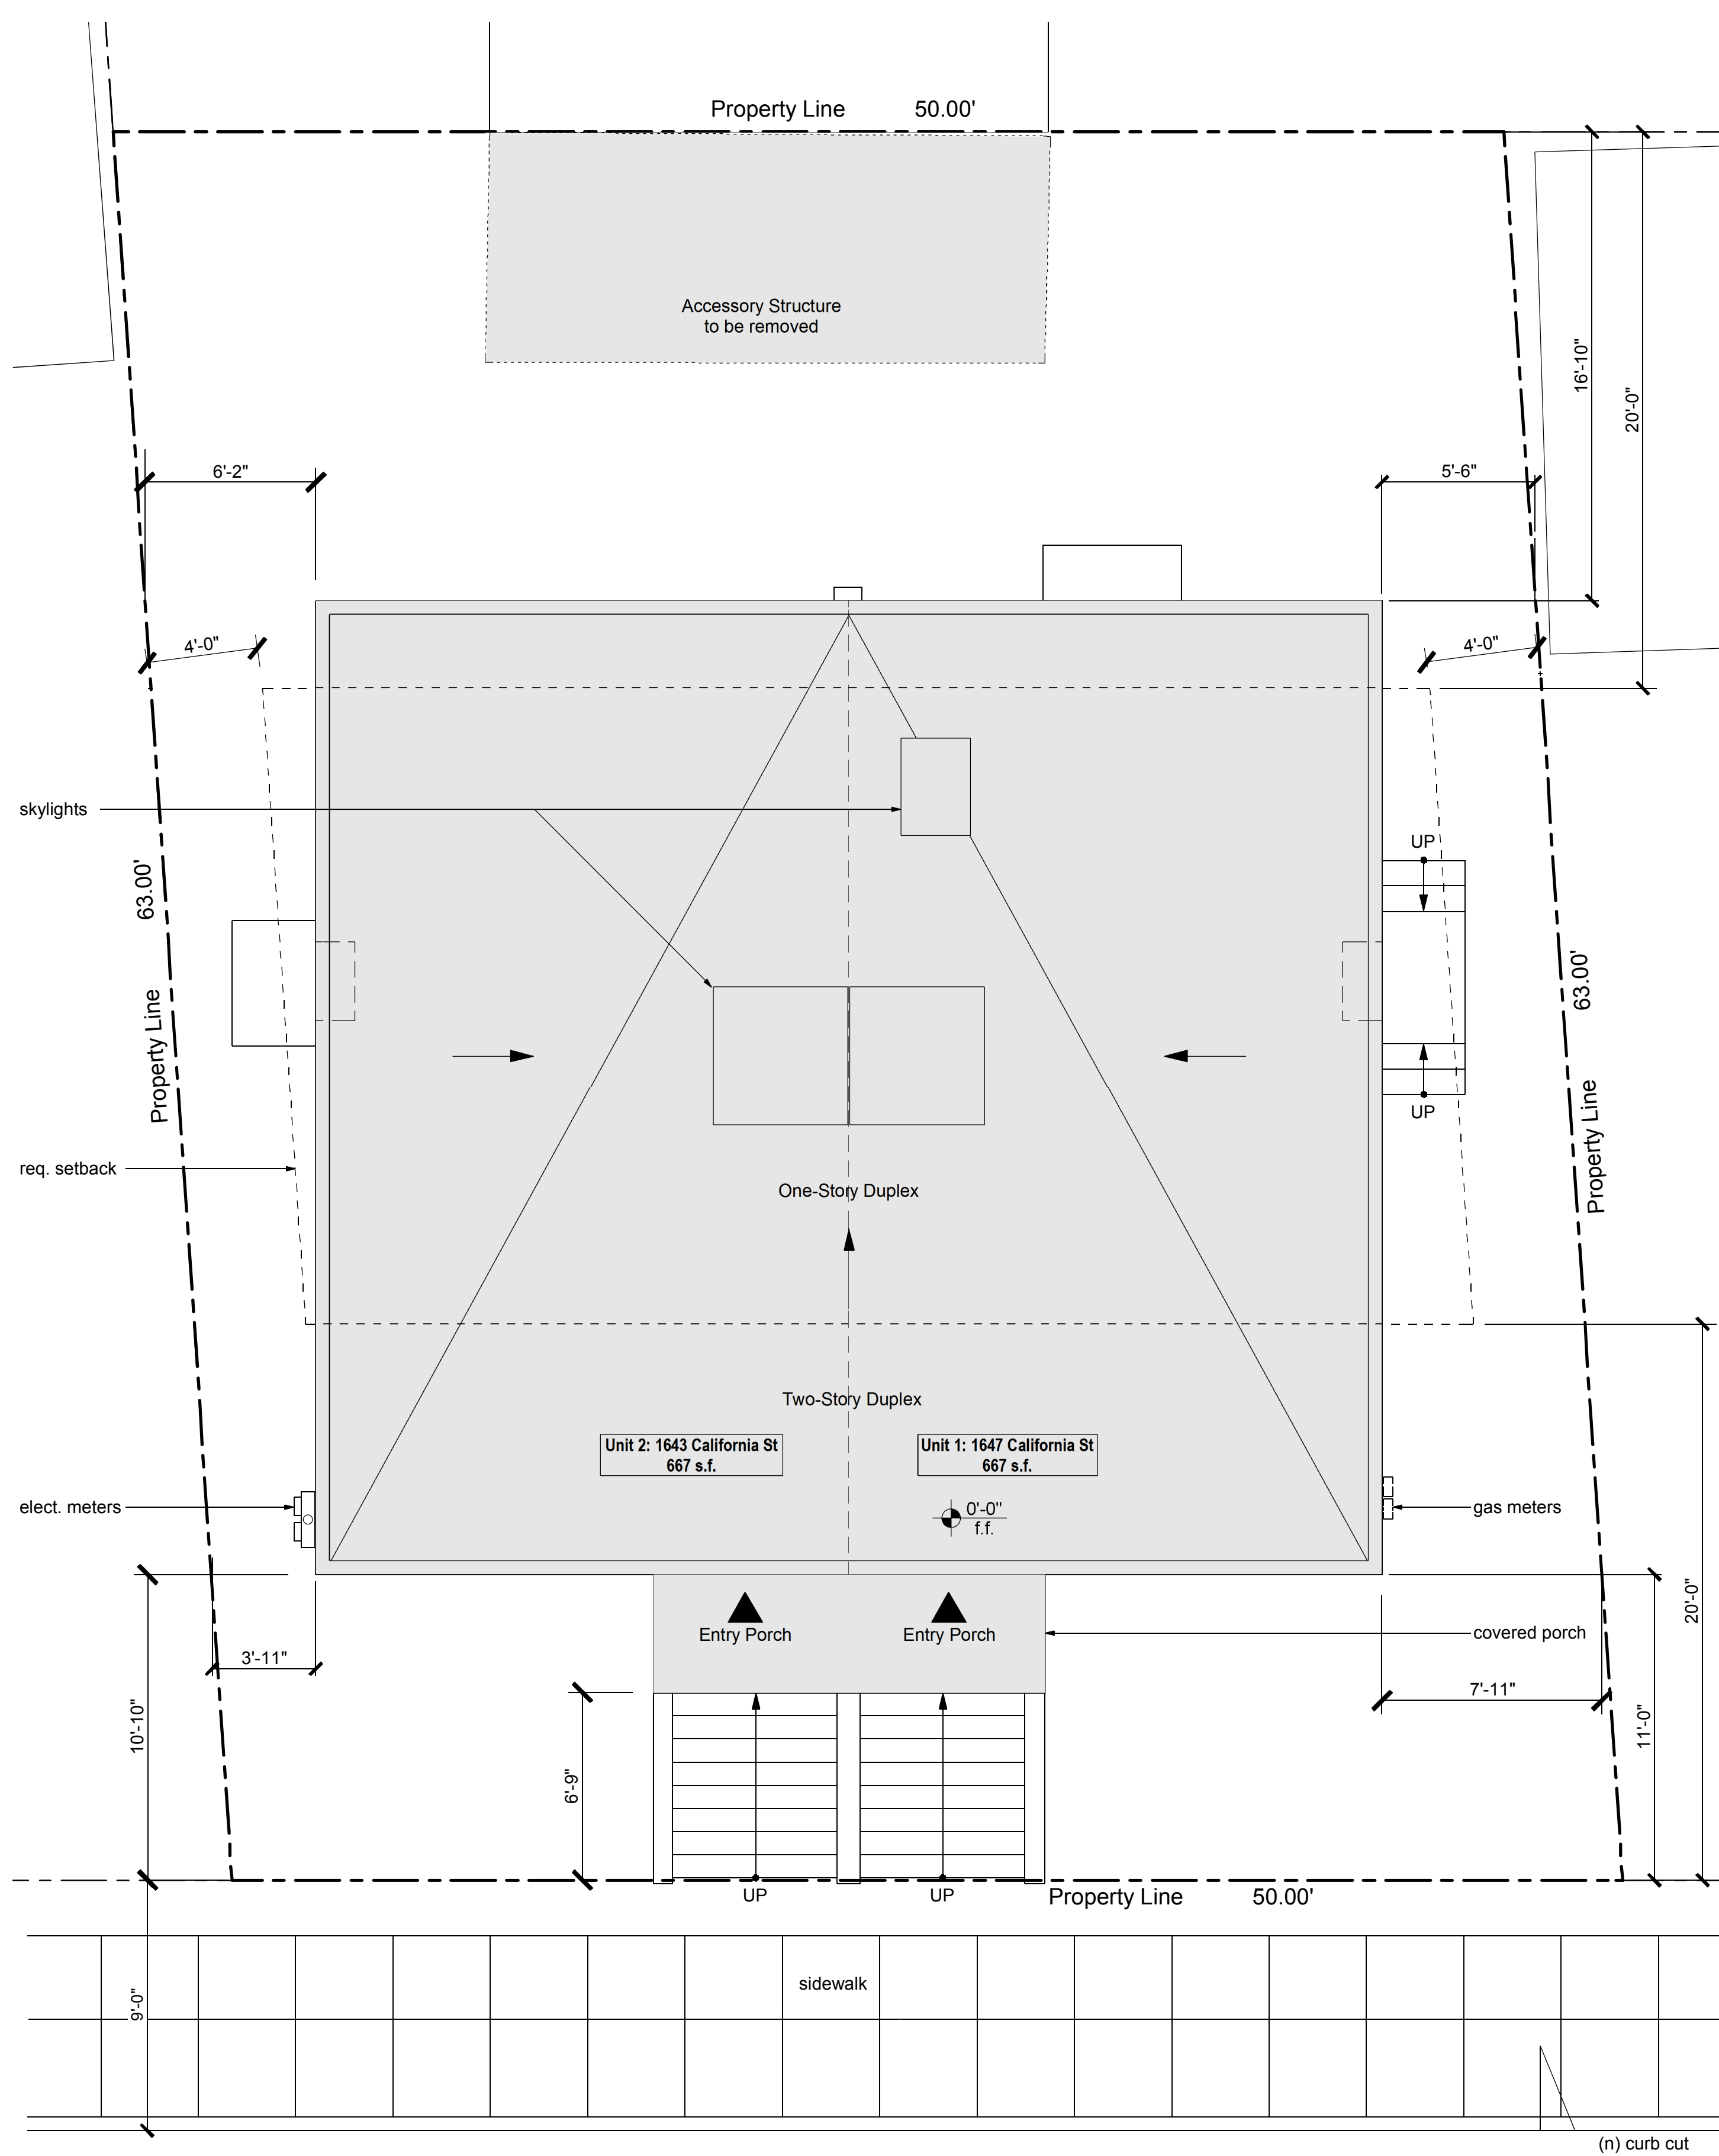 Property Line 50.00'
Accessory Structure
to be removed
16'-10"
20'-0"
6'-2"
5'-6"
4'-0"
4'-0"
skylights
UP
63.00'
Property Line
63.00'
Property Line
UP
req. setback
One-Story Duplex
Two-Story Duplex
Unit 2: 1643 California St
667 s.f.
Unit 1: 1647 California St
667 s.f.
elect. meters
0'-0"
f.f.
gas meters
Entry Porch
Entry Porch
covered porch
20'-0"
3'-11"
7'-11"
10'-10"
11'-0"
6'-9"
UP
UP
Property Line 50.00'
sidewalk
9'-0"
(n) curb cut